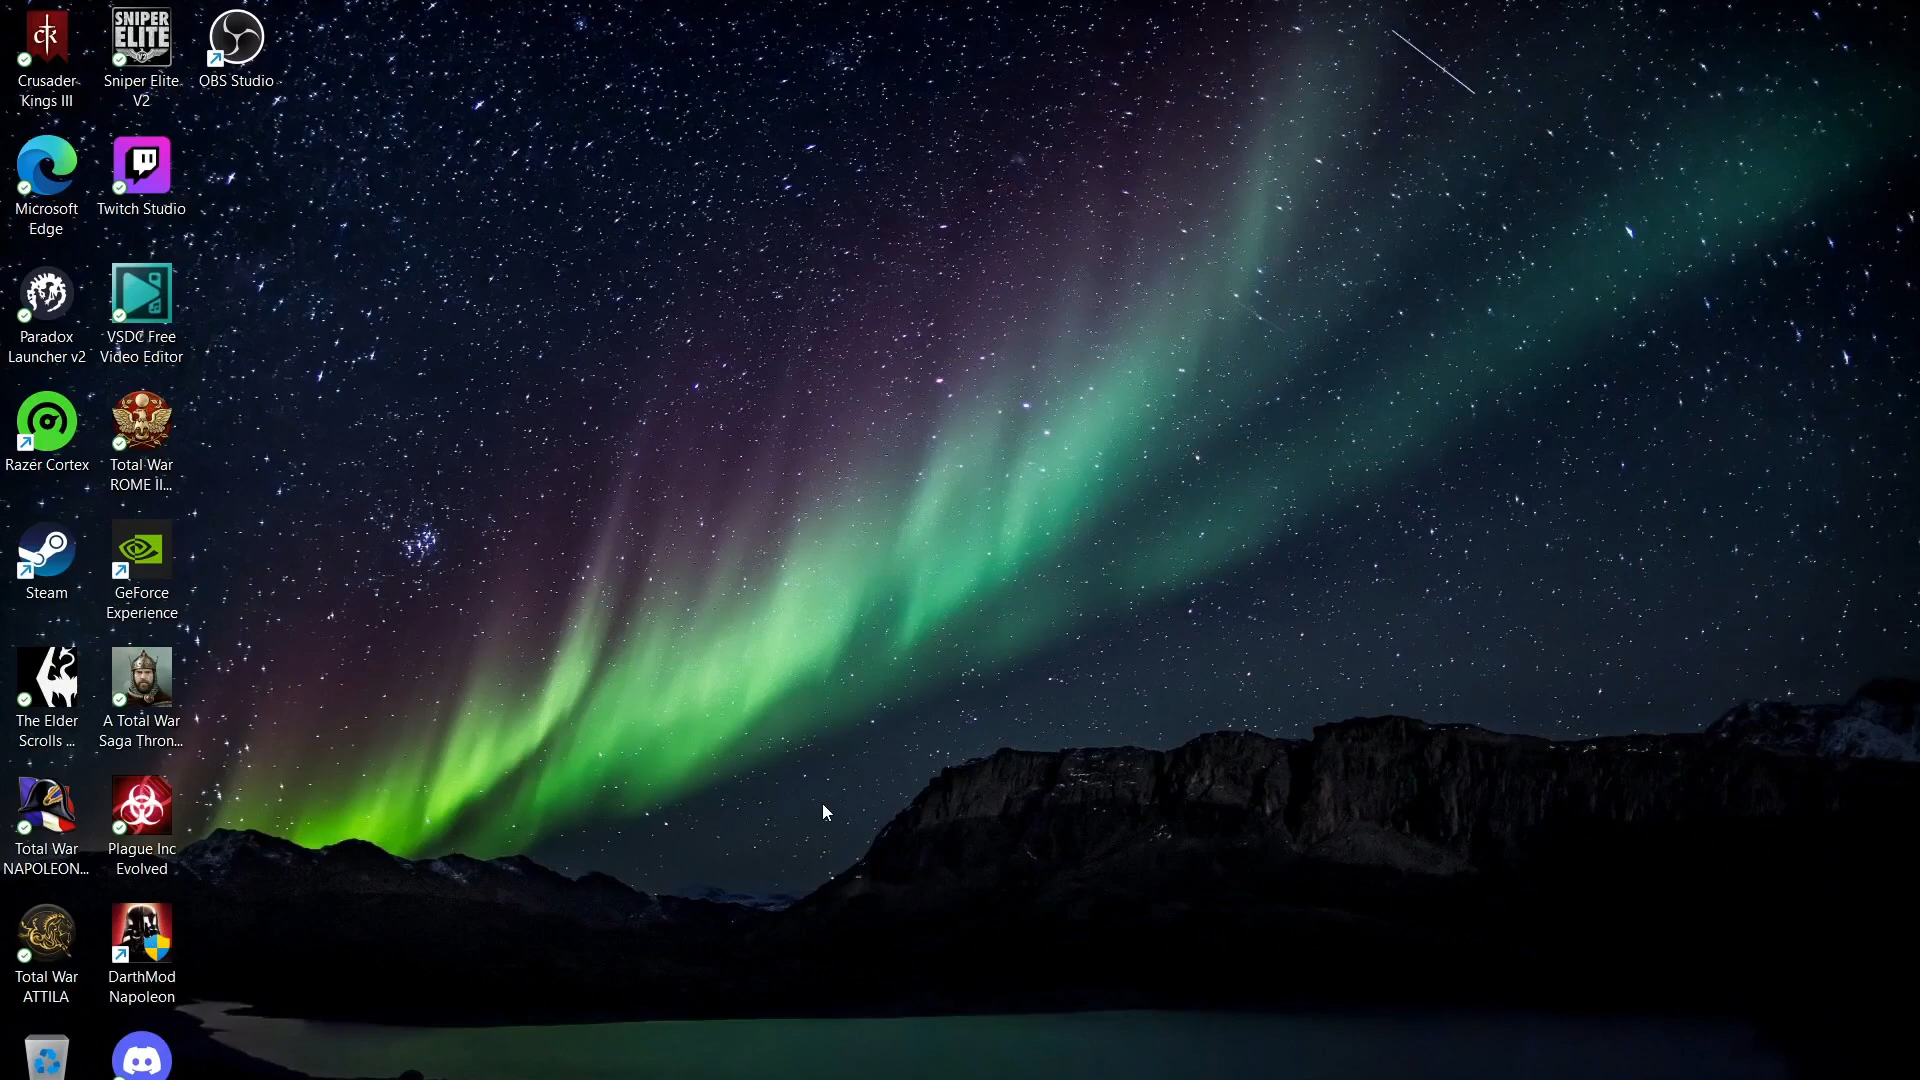 Crusader
Kings III
SNIPER
ELITE
V2
Sniper Elite
V2
OBS Studio
Microsoft
Edge
Twitch Studio
Paradox
Launcher v2
VSDC Free
Video Editor
Razer Cortex
Total War
ROME II...
Steam
GeForce
Experience
The Elder
Scrolls ...
A Total War
Saga Thron...
Total War
NAPOLEON...
Plague Inc
Evolved
Total War
ATTILA
DarthMod
Napoleon